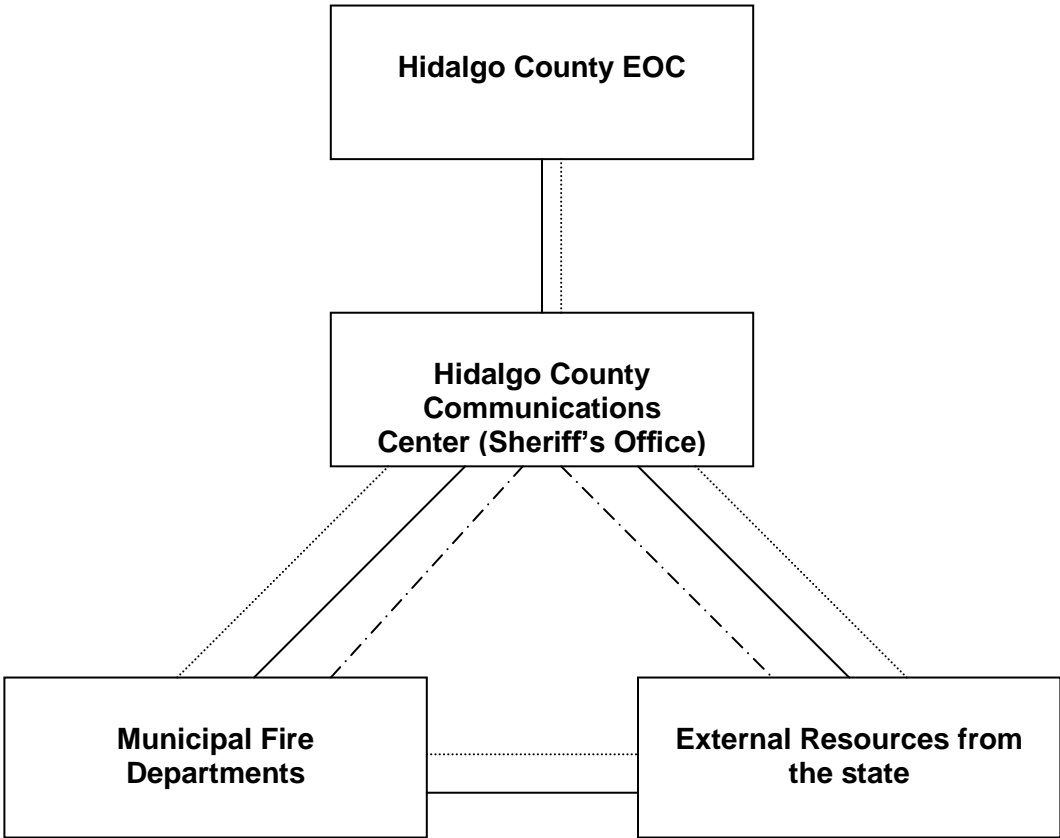 Hidalgo County EOC
Hidalgo County
Communications
Center (Sheriff’s Office)
Municipal Fire
Departments
External Resources from
the state